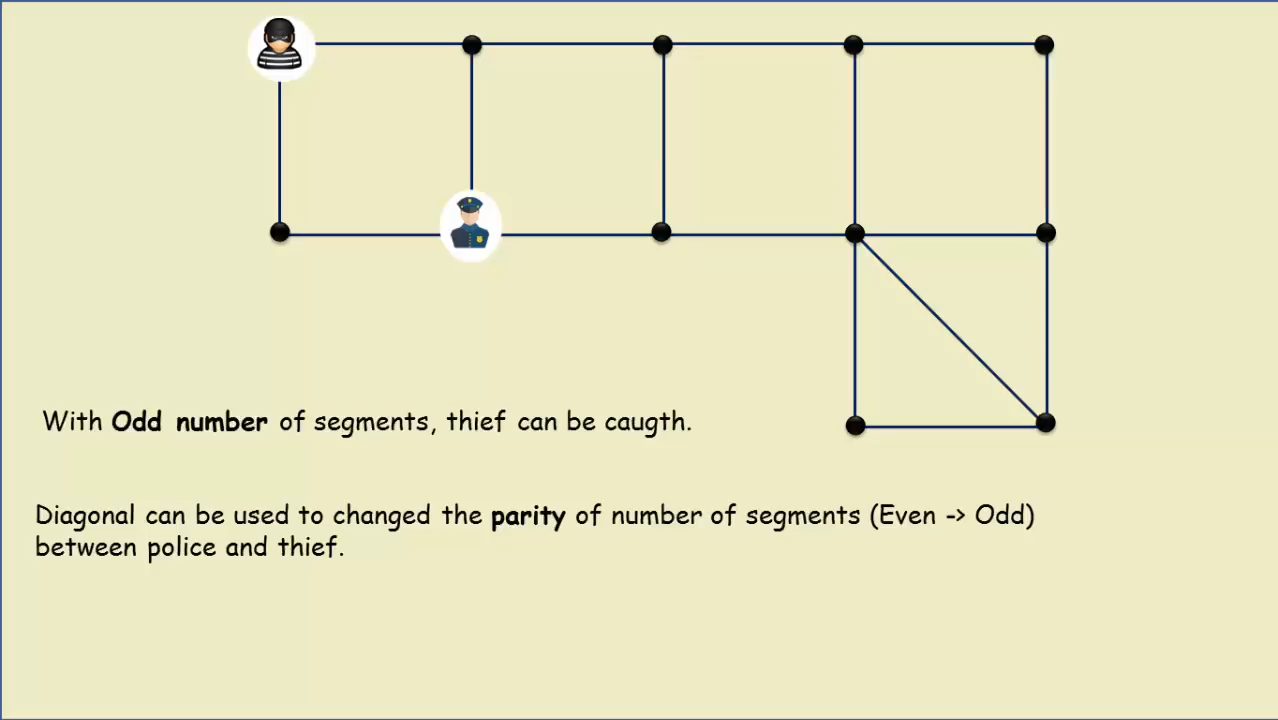 With Odd number of segments, thief can be caugth.
Diagonal can be used to changed the parity of number of segments (Even -> Odd)
between police and thief.